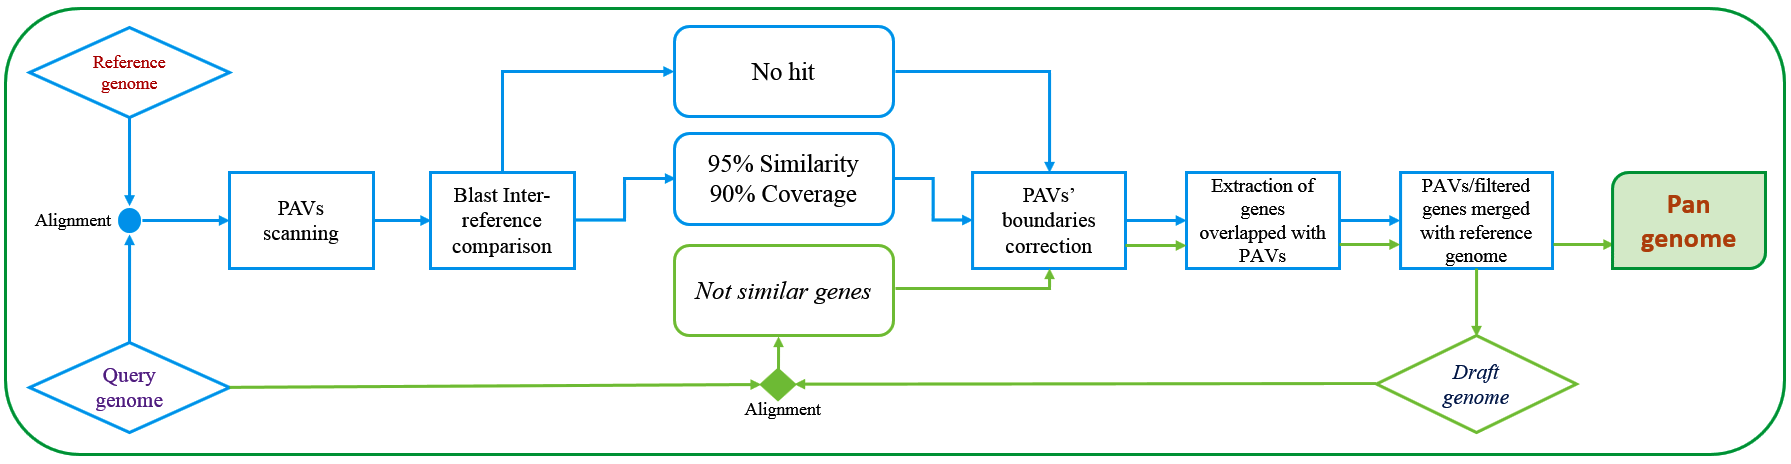 Reference
genome
Alignment
Query
genome
PAVs
scanning
Blast Inter-
reference
comparison
No hit
95% Similarity
90% Coverage
Not similar genes
Alignment
PAVs’
boundaries
correction
Extraction of
genes
overlapped with
PAVs
PAVs/filtered
genes merged
with reference
genome
Draft
genome
Pan
genome